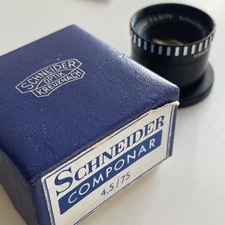 SCHNEIDER
OPTIK
KREUZNACH
SCHNEIDER
COMPONAR
4,5/75